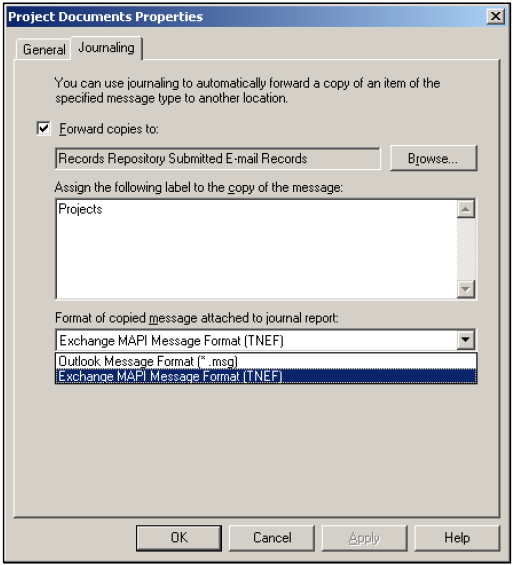 Project Documents Properties
General
Journaling
You can use journaling to automatically forward a copy of an item of the
specified message type to another location.
Forward copies to:
Records Repository Submitted E-mail Records
Browse...
Assign the following label to the copy of the message:
Projects
Format of copied message attached to journal report:
Exchange MAPI Message Format (TNEF)
Outlook Message Format (* .msg)
Exchange MAPI Message Format (TNEF)
OK
Cancel
Apply
Help